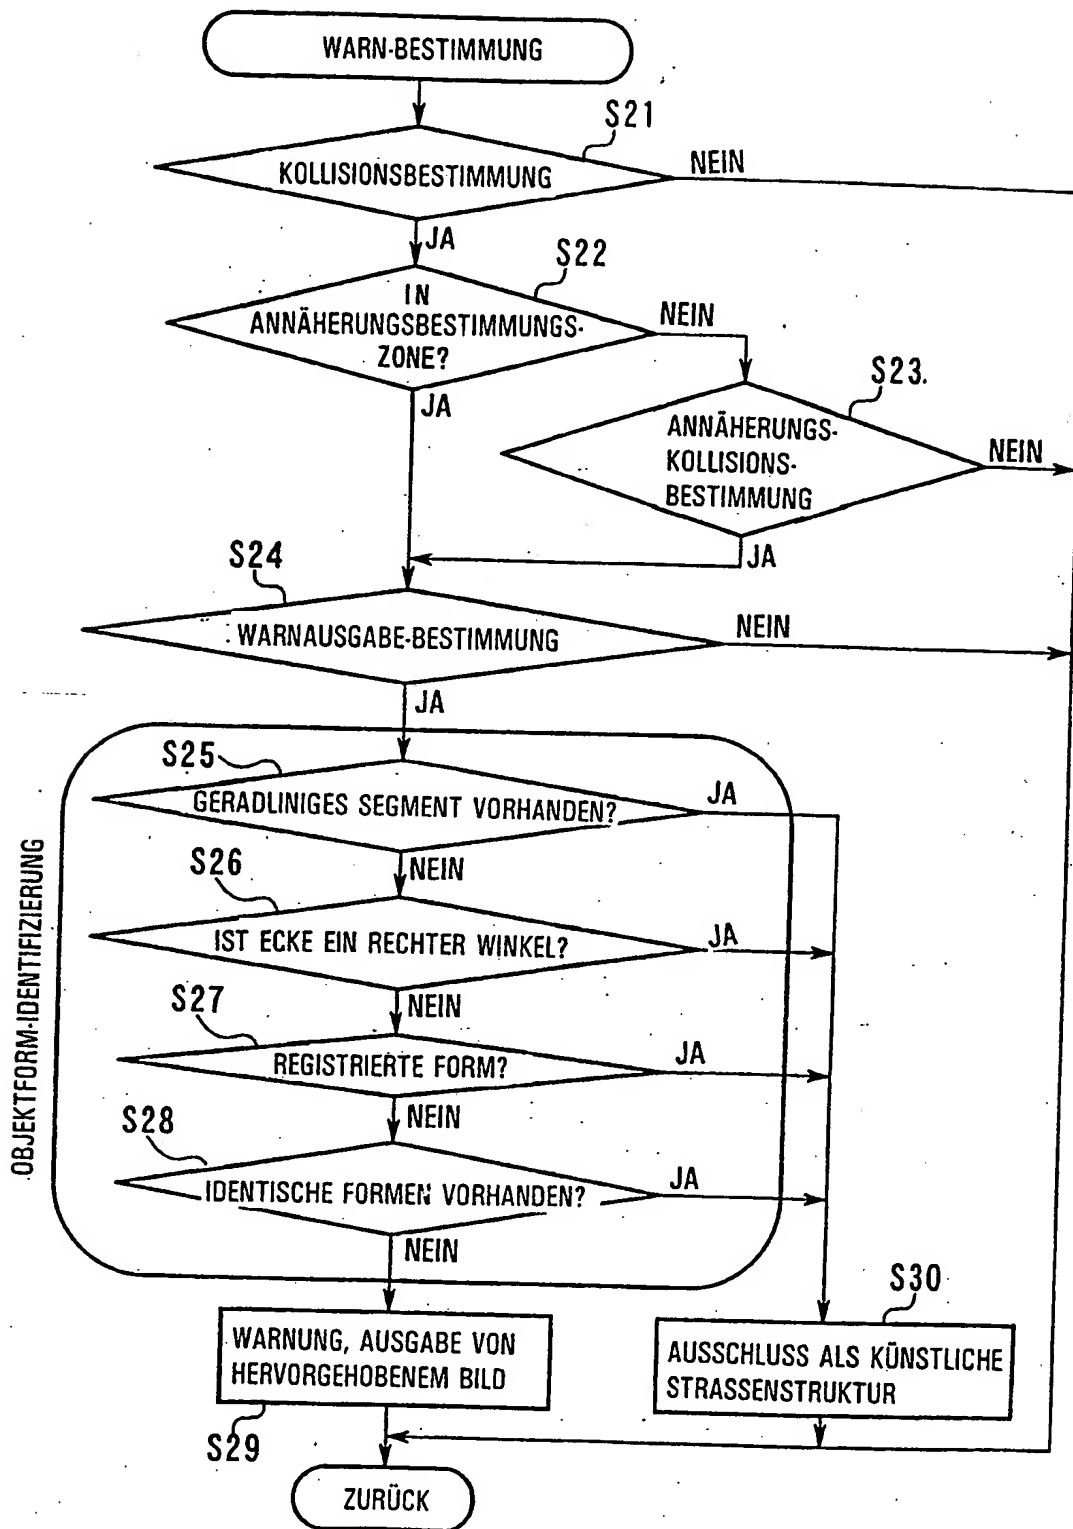 WARN-BESTIMMUNG
S21
KOLLISIONSBESTIMMUNG
NEIN
JA
S22
IN
ANNÄHERUNGSBESTIMMUNGS-
ZONE?
NEIN
JA
S23.
ANNÄHERUNGS-
KOLLISIONS-
BESTIMMUNG
NEIN
JA
S24
WARNAUSGABE-BESTIMMUNG
NEIN
JA
OBJEKTFORM-IDENTIFIZIERUNG
S25
GERADLINIGES SEGMENT VORHANDEN?
JA
NEIN
S26
IST ECKE EIN RECHTER WINKEL?
JA
NEIN
S27
REGISTRIERTE FORM?
JA
NEIN
S28
IDENTISCHE FORMEN VORHANDEN?
JA
NEIN
WARNUNG, AUSGABE VON
HERVORGEHOBENEM BILD
S29
S30
AUSSCHLUSS ALS KÜNSTLICHE
STRASSENSTRUKTUR
ZURÜCK